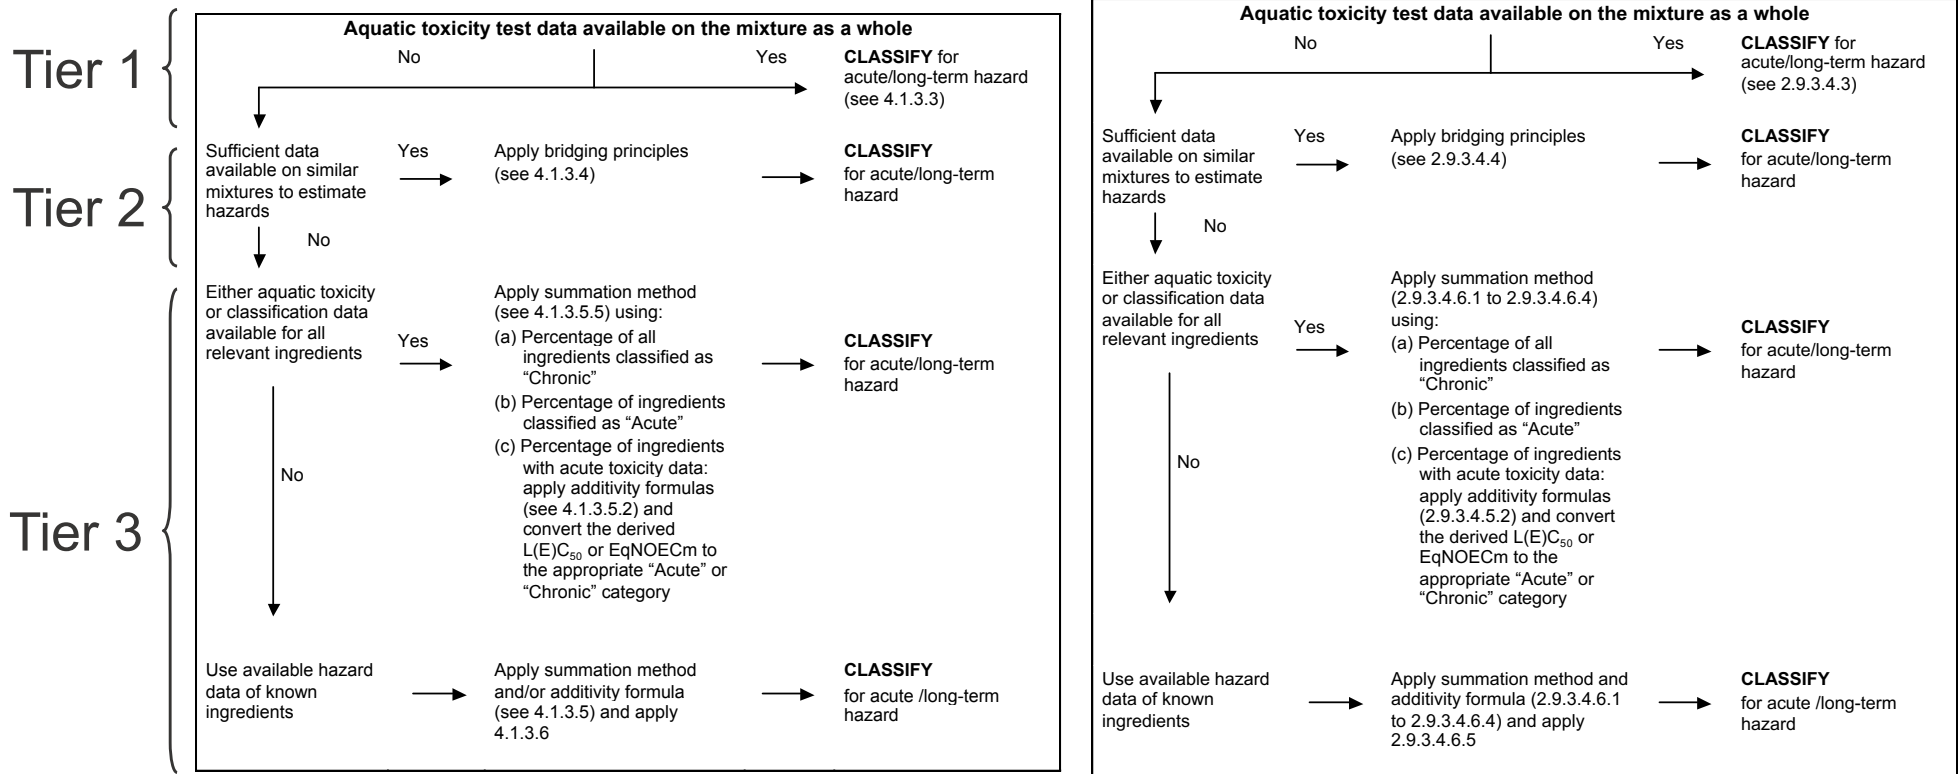 Tier 1
Tier 2
Tier 3
Aquatic toxicity test data available on the mixture as a whole
No
Yes
CLASSIFY for
acute/long-term hazard
(see 4.1.3.3)
Sufficient data
available on similar
mixtures to estimate
hazards
Yes
Apply bridging principles
(see 4.1.3.4)
CLASSIFY
for acute/long-term
hazard
No
Either aquatic toxicity
or classification data
available for all
relevant ingredients
Yes
Apply summation method
(see 4.1.3.5.5) using:
(a) Percentage of all
ingredients classified as
“Chronic”
(b) Percentage of ingredients
classified as “Acute”
(c) Percentage of ingredients
with acute toxicity data:
apply additivity formulas
(see 4.1.3.5.2) and
convert the derived
L(E)C50 or EqNOECm to
the appropriate “Acute” or
“Chronic” category
CLASSIFY
for acute/long-term
hazard
No
Use available hazard
data of known
ingredients
Apply summation method
and/or additivity formula
(see 4.1.3.5) and apply
4.1.3.6
CLASSIFY
for acute /long-term
hazard
Aquatic toxicity test data available on the mixture as a whole
No
Yes
CLASSIFY for
acute/long-term hazard
(see 2.9.3.4.3)
Sufficient data
available on similar
mixtures to estimate
hazards
Yes
Apply bridging principles
(see 2.9.3.4.4)
CLASSIFY
for acute/long-term
hazard
No
Either aquatic toxicity
or classification data
available for all
relevant ingredients
Yes
Apply summation method
(2.9.3.4.6.1 to 2.9.3.4.6.4)
using:
(a) Percentage of all
ingredients classified as
“Chronic”
(b) Percentage of ingredients
classified as “Acute”
(c) Percentage of ingredients
with acute toxicity data:
apply additivity formulas
(2.9.3.4.5.2) and convert
the derived L(E)C50 or
EqNOECm to the
appropriate “Acute” or
“Chronic” category
CLASSIFY
for acute/long-term
hazard
No
Use available hazard
data of known
ingredients
Apply summation method and
additivity formula (2.9.3.4.6.1
to 2.9.3.4.6.4) and apply
2.9.3.4.6.5
CLASSIFY
for acute /long-term
hazard